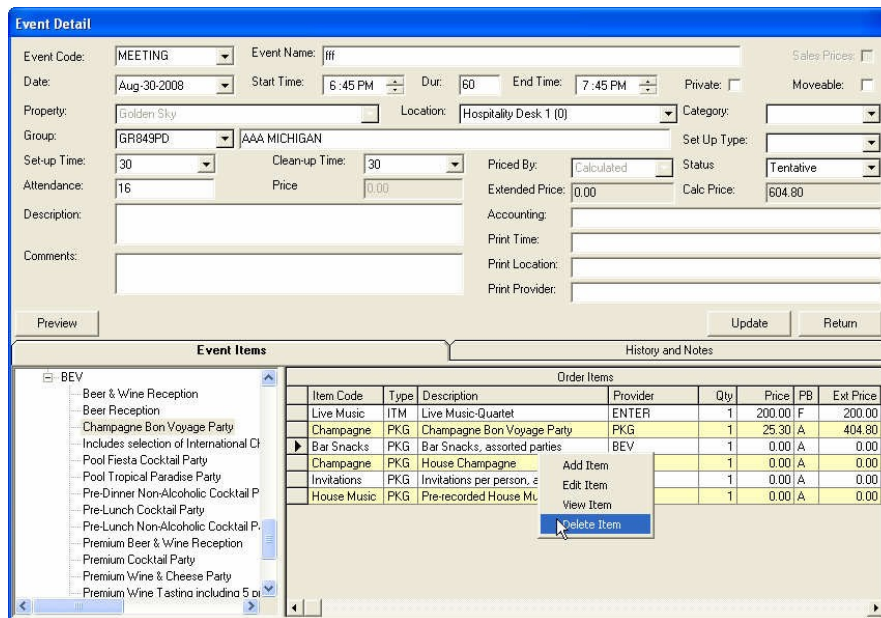 Event Detail
Event Code: MEETING Event Name: fff Sales Prices:
Date: Aug-30-2008 Start Time: 6:45 PM Dur: 60 End Time: 7:45 PM Private: Moveable:
Property: Golden Sky Location: Hospitality Desk 1 (0) Category:
Group: GR849PD AAA MICHIGAN Set Up Type:
Set-up Time: 30 Clean-up Time: 30 Priced By: Calculated Status Tentative
Attendance: 16 Price 0.00 Extended Price: 0.00 Calc Price: 604.80
Description: Accounting:
Print Time:
Comments: Print Location:
Print Provider:
Preview Update Return
Event Items History and Notes
BEV
Beer & Wine Reception
Beer Reception
Champagne Bon Voyage Party
Includes selection of International
Pool Fiesta Cocktail Party
Pool Tropical Paradise Party
Pre-Dinner Non-Alcoholic Cocktail P
Pre-Lunch Cocktail Party
Pre-Lunch Non-Alcoholic Cocktail P
Premium Beer & Wine Reception
Premium Cocktail Party
Premium Wine & Cheese Party
Premium Wine Tasting including 5
Order Items
Item Code Type Description Provider Qty Price PB Ext Price
Live Music ITM Live Music-Quartet ENTER 1 200.00 F 200.00
Champagne PKG Champagne Bon Voyage Party PKG 1 25.30 A 404.80
Bar Snacks PKG Bar Snacks, assorted parties BEV 1 0.00 A 0.00
Champagne PKG House Champagne 1 0.00 A 0.00
Invitations PKG Invitations per person, a 1 0.00 A 0.00
House Music PKG Pre-recorded House Mu 1 0.00 A 0.00
Add Item
Edit Item
View Item
Delete Item